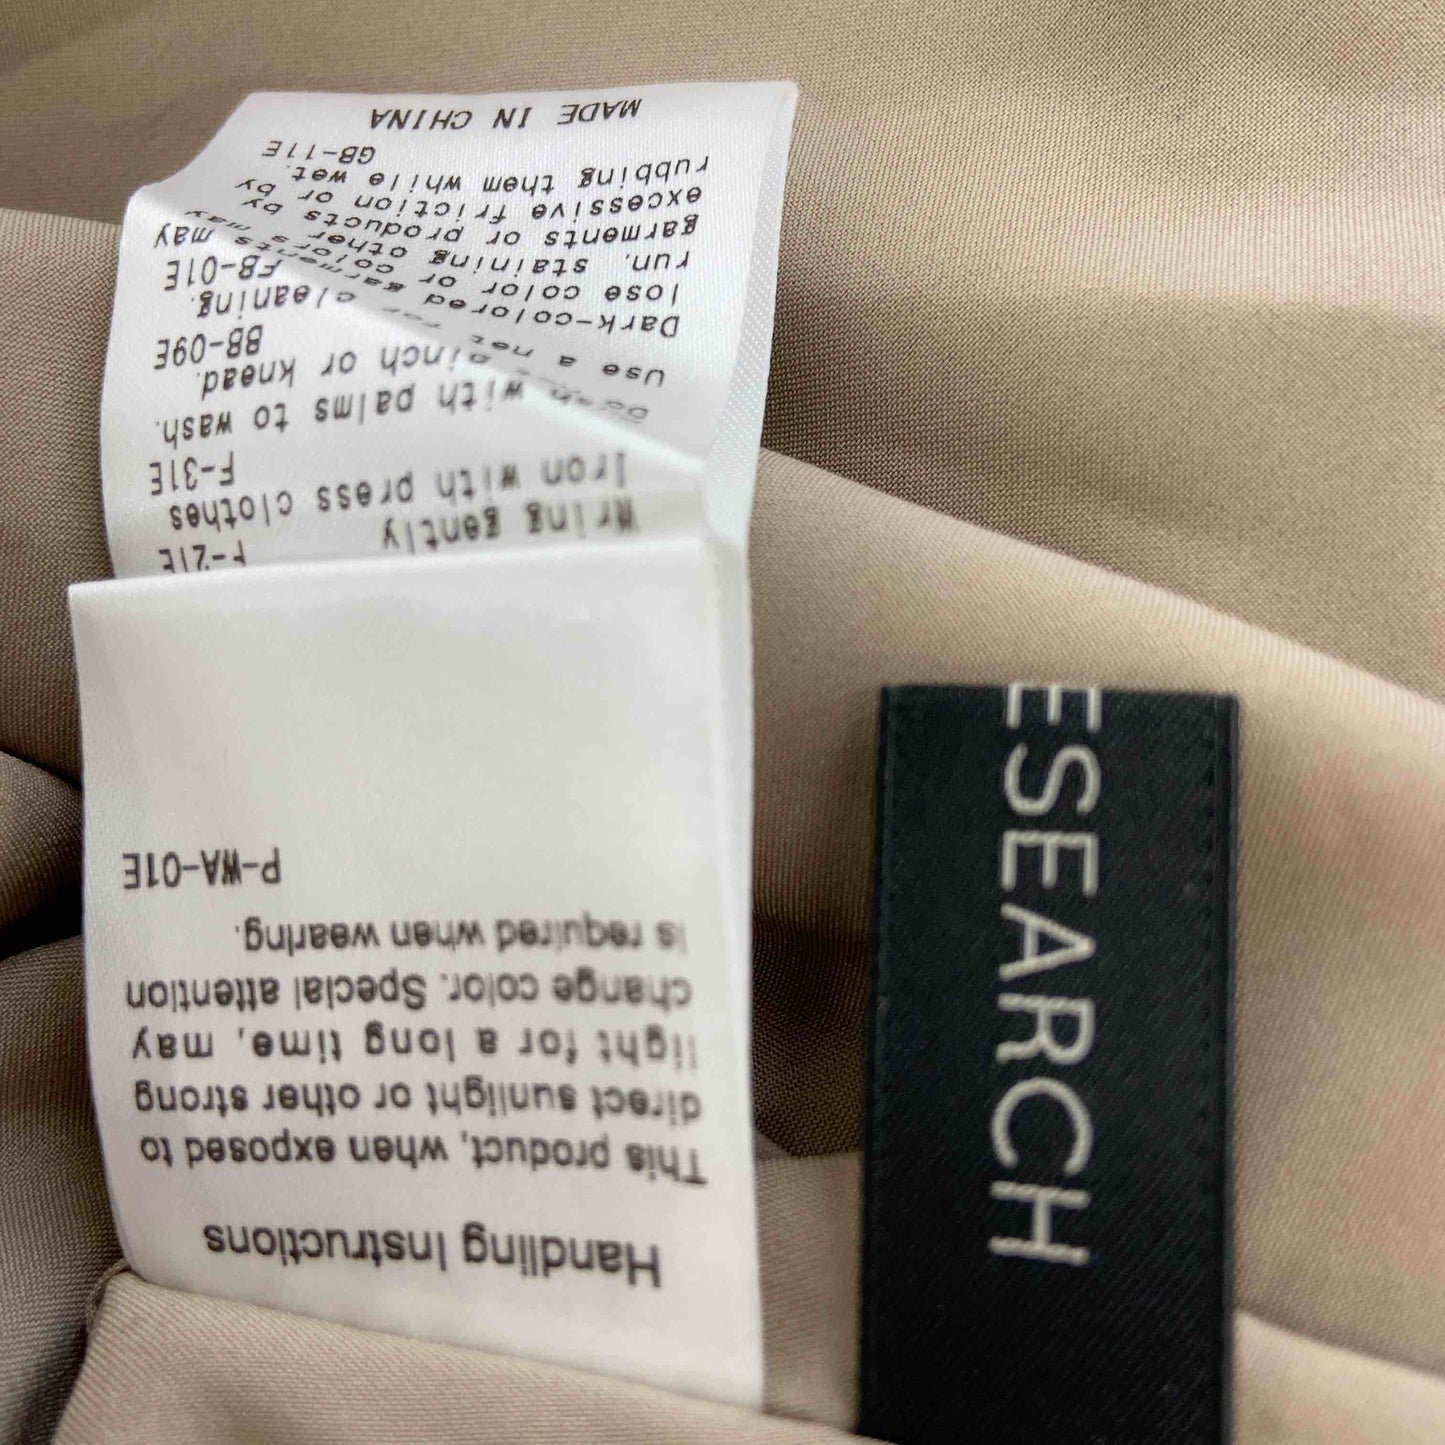 Handling Instructions
This product, when exposed to
direct sunlight or other strong
light for a long time, may
change color. Special attention
is required when wearing.
P-WA-01E
F-21E
Wring gently
Iron with press clothes
F-31E
with palms to wash.
pinch or knead.
BB-09E
Use a net for cleaning.
FB-01E
Dark-colored garments may
lose color or colors may
run, staining other
garments or products by
excessive friction or by
rubbing them while wet.
GB-11E
MADE IN CHINA
ESEARCH